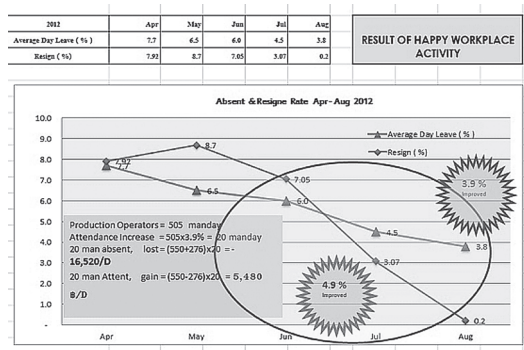 2012 Apr May Jun Jul Aug
Average Day Leave ( % ) 7.7 6.5 6.0 4.5 3.8
Resign ( %) 7.92 8.7 7.05 3.07 0.2
RESULT OF HAPPY WORKPLACE
ACTIVITY
Absent & Resigne Rate Apr- Aug 2012
Average Day Leave ( % )
Resign ( %)
10.0
9.0
8.0
7.0
6.0
5.0
4.0
3.0
2.0
1.0
-
7.92
7.7
8.7
6.5
7.05
6.0
4.5
3.07
3.8
0.2
3.9 %
Improved
4.9 %
Improved
Production Operators = 505 manday
Attendance Increase = 505x3.9% = 20 manday
20 man absent, lost = (550+276)x20 = -
16,520/D
20 man Attent, gain = (550-276)x20 = 5,480
฿/D
Apr May Jun Jul Aug